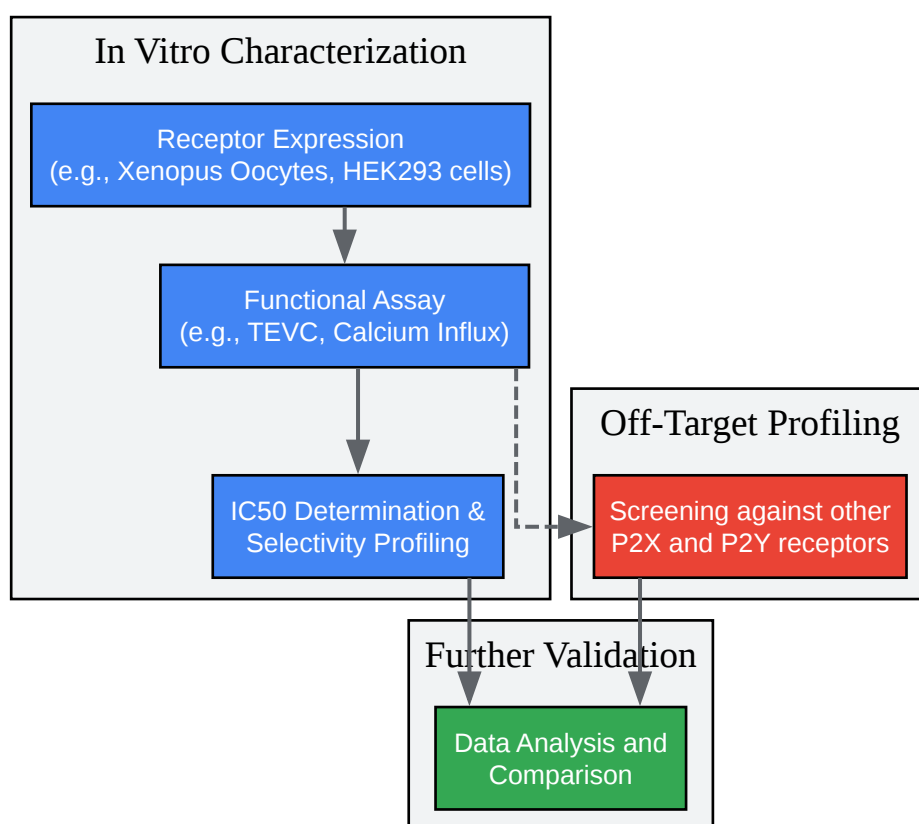 In Vitro Characterization
Receptor Expression
(e.g., Xenopus Oocytes, HEK293 cells)
Functional Assay
(e.g., TEVC, Calcium Influx)
IC50 Determination &
Selectivity Profiling
Off-Target Profiling
Screening against other
P2X and P2Y receptors
Further Validation
Data Analysis and
Comparison